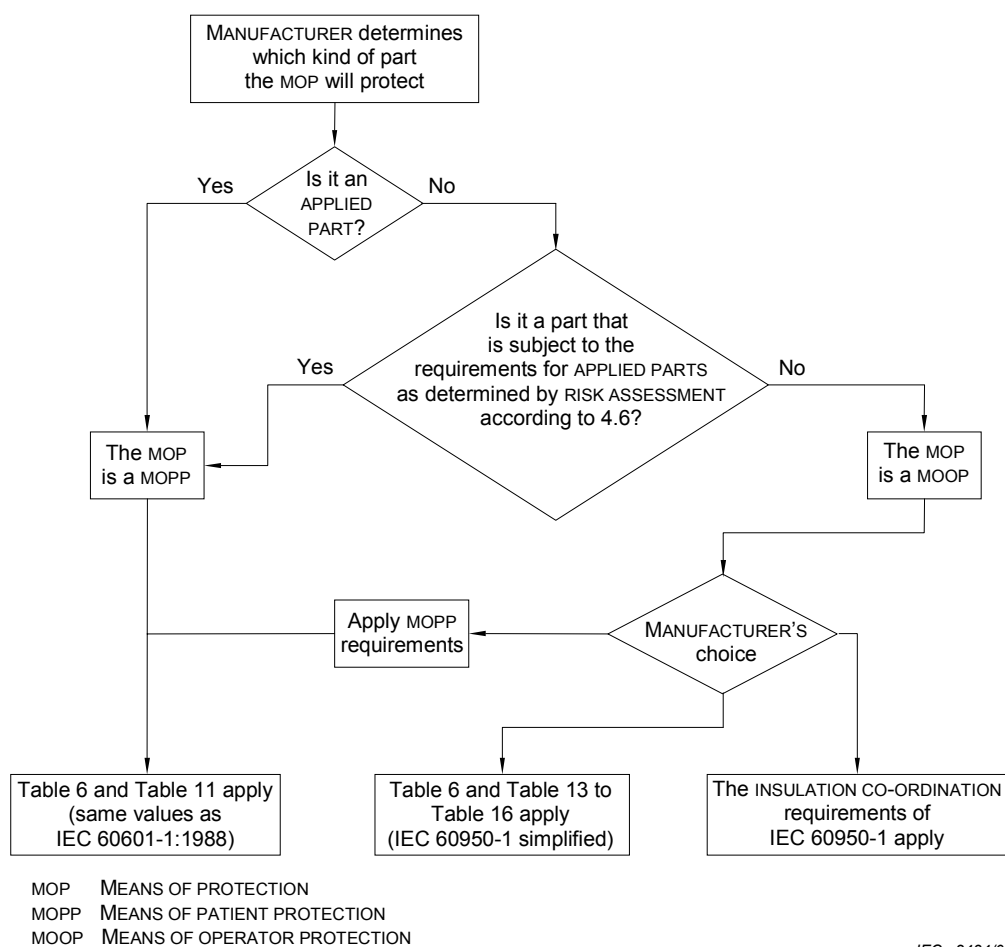 MANUFACTURER determines
which kind of part
the MOP will protect
Is it an
APPLIED
PART?
Yes
No
Is it a part that
is subject to the
requirements for APPLIED PARTS
as determined by RISK ASSESSMENT
according to 4.6?
Yes
No
The MOP
is a MOPP
The MOP
is a MOOP
Apply MOPP
requirements
MANUFACTURER'S
choice
Table 6 and Table 11 apply
(same values as
IEC 60601-1:1988)
Table 6 and Table 13 to
Table 16 apply
(IEC 60950-1 simplified)
The INSULATION CO-ORDINATION
requirements of
IEC 60950-1 apply
MOP MEANS OF PROTECTION
MOPP MEANS OF PATIENT PROTECTION
MOOP MEANS OF OPERATOR PROTECTION
IEC